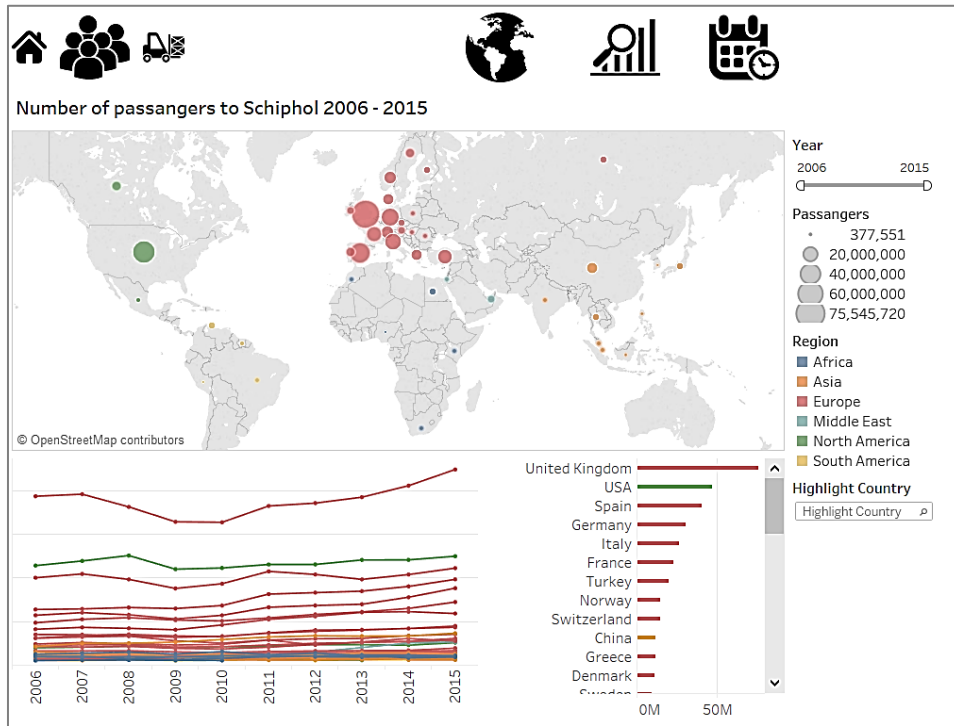 Number of passangers to Schiphol 2006 - 2015
© OpenStreetMap contributors
Year
2006 2015
Passangers
377,551
20,000,000
40,000,000
60,000,000
75,545,720
Region
Africa
Asia
Europe
Middle East
North America
South America
Highlight Country
Highlight Country
2006
2007
2008
2009
2010
2011
2012
2013
2014
2015
United Kingdom
USA
Spain
Germany
Italy
France
Turkey
Norway
Switzerland
China
Greece
Denmark
Sweden
0M 50M